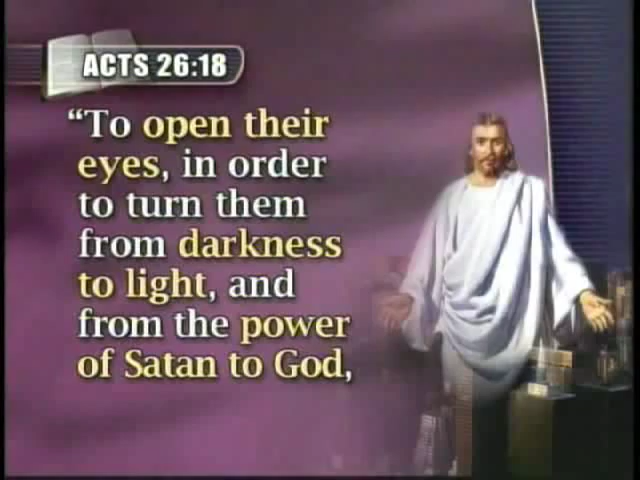 ACTS 26:18
“To open their
eyes, in order
to turn them
from darkness
to light, and
from the power
of Satan to God,